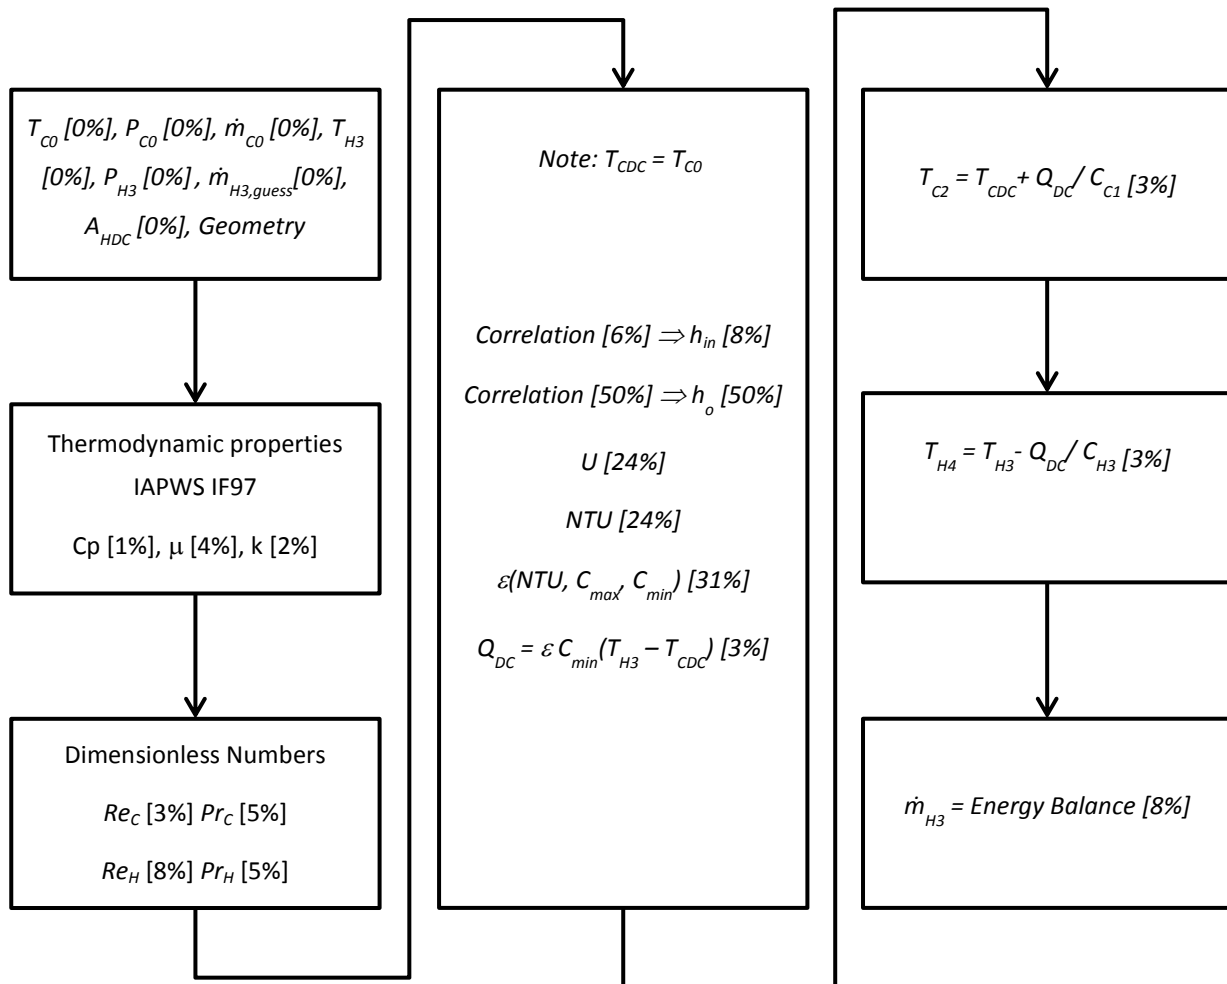 T_C0 [0%], P_C0 [0%], ṁ_C0 [0%], T_H3
[0%], P_H3 [0%] , ṁ_H3,guess[0%],
A_HDC [0%], Geometry
Thermodynamic properties
IAPWS IF97
Cp [1%], μ [4%], k [2%]
Dimensionless Numbers
Re_C [3%] Pr_C [5%]
Re_H [8%] Pr_H [5%]
Note: T_CDC = T_C0
Correlation [6%] ⇒ h_in [8%]
Correlation [50%] ⇒ h_o [50%]
U [24%]
NTU [24%]
ε(NTU, C_max, C_min) [31%]
Q_DC = ε C_min(T_H3 – T_CDC) [3%]
T_C2 = T_CDC+ Q_DC/ C_C1 [3%]
T_H4 = T_H3- Q_DC/ C_H3 [3%]
ṁ_H3 = Energy Balance [8%]